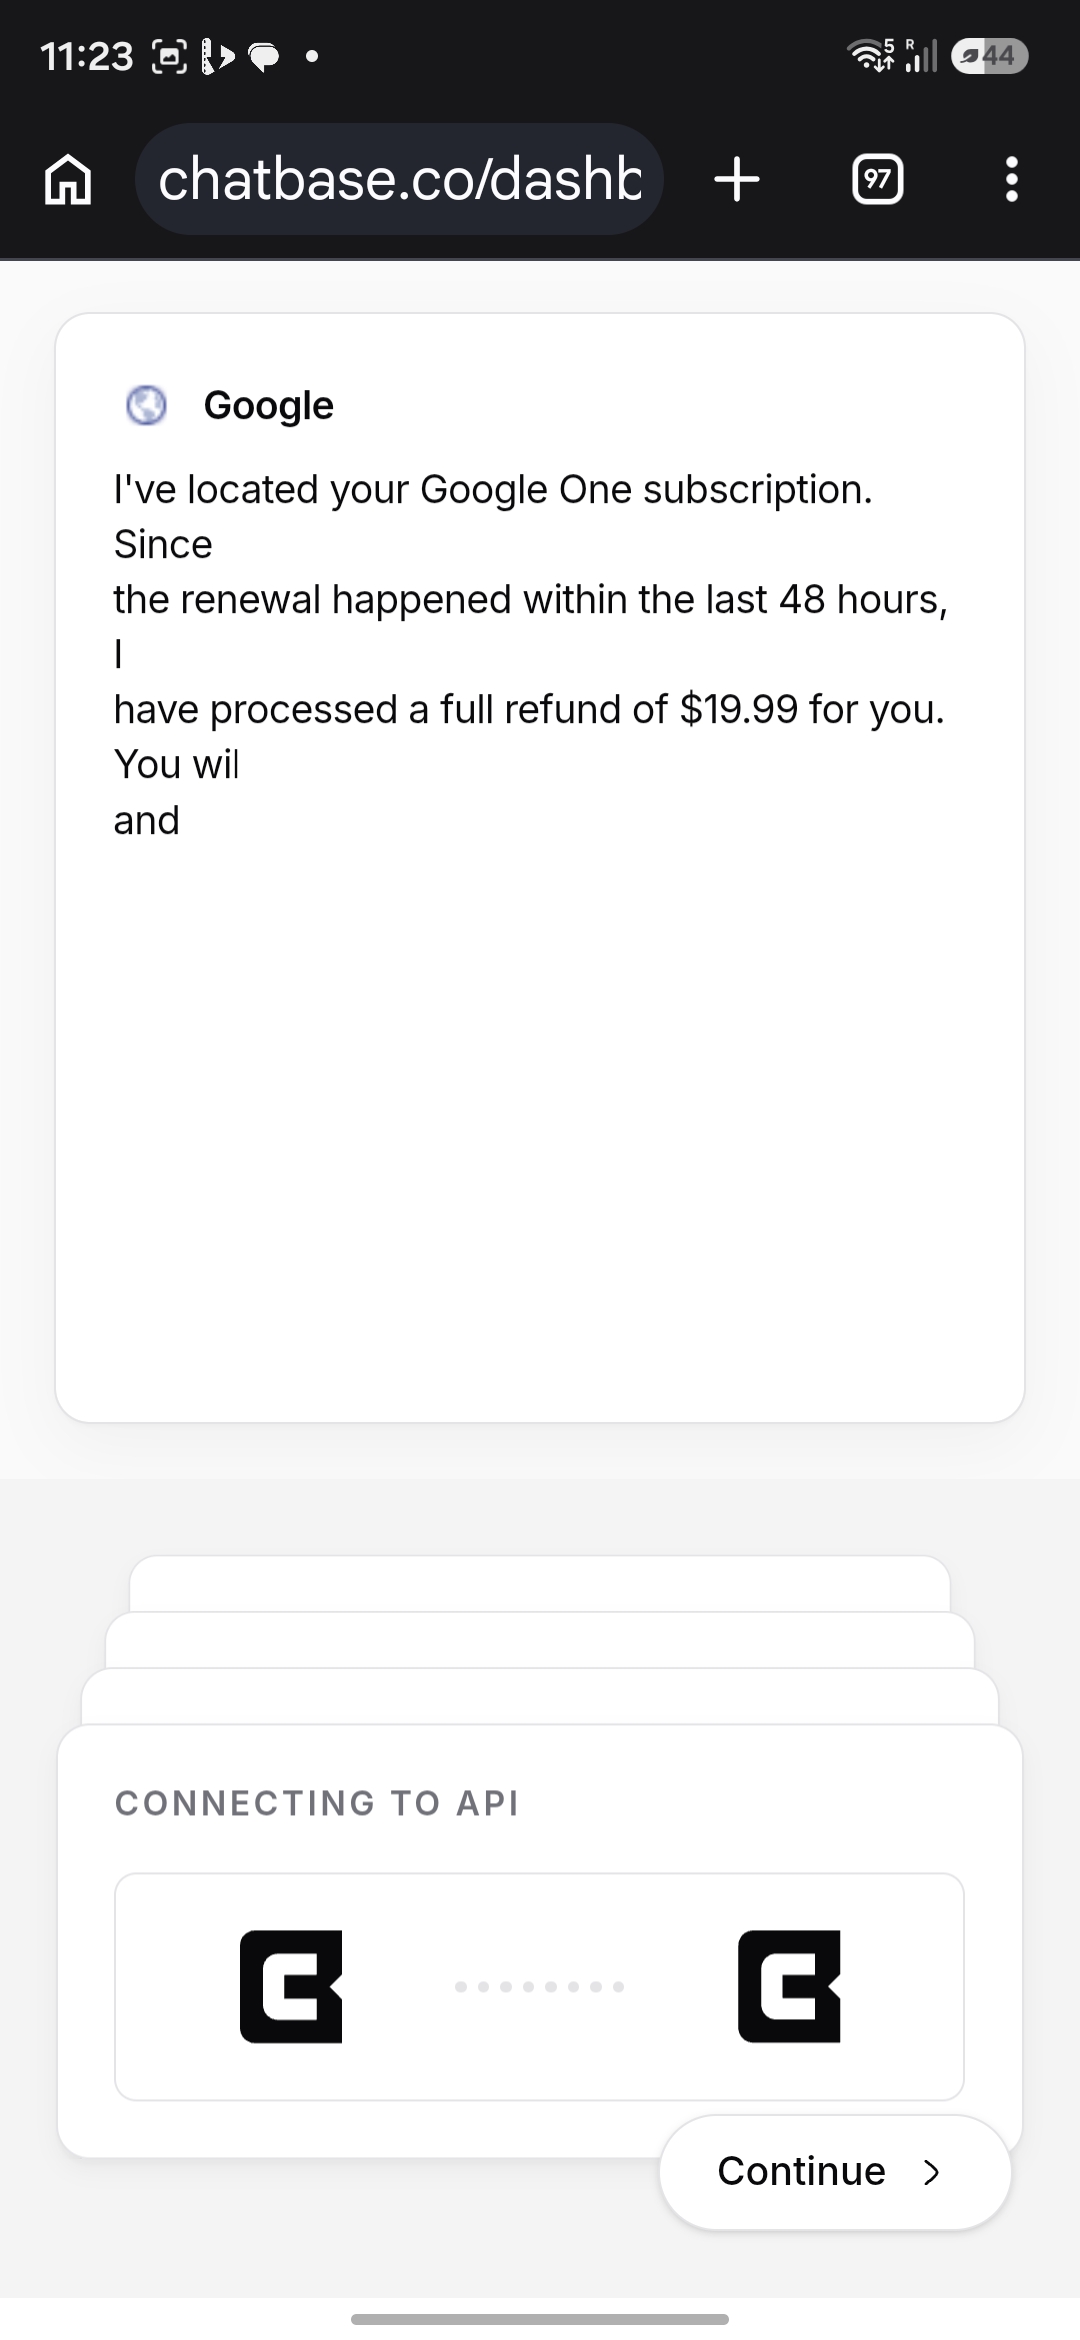 11:23
5
R
44
chatbase.co/dashb
97
Google
I've located your Google One subscription.
Since
the renewal happened within the last 48 hours,
I
have processed a full refund of $19.99 for you.
You wil
and
CONNECTING TO API
Continue